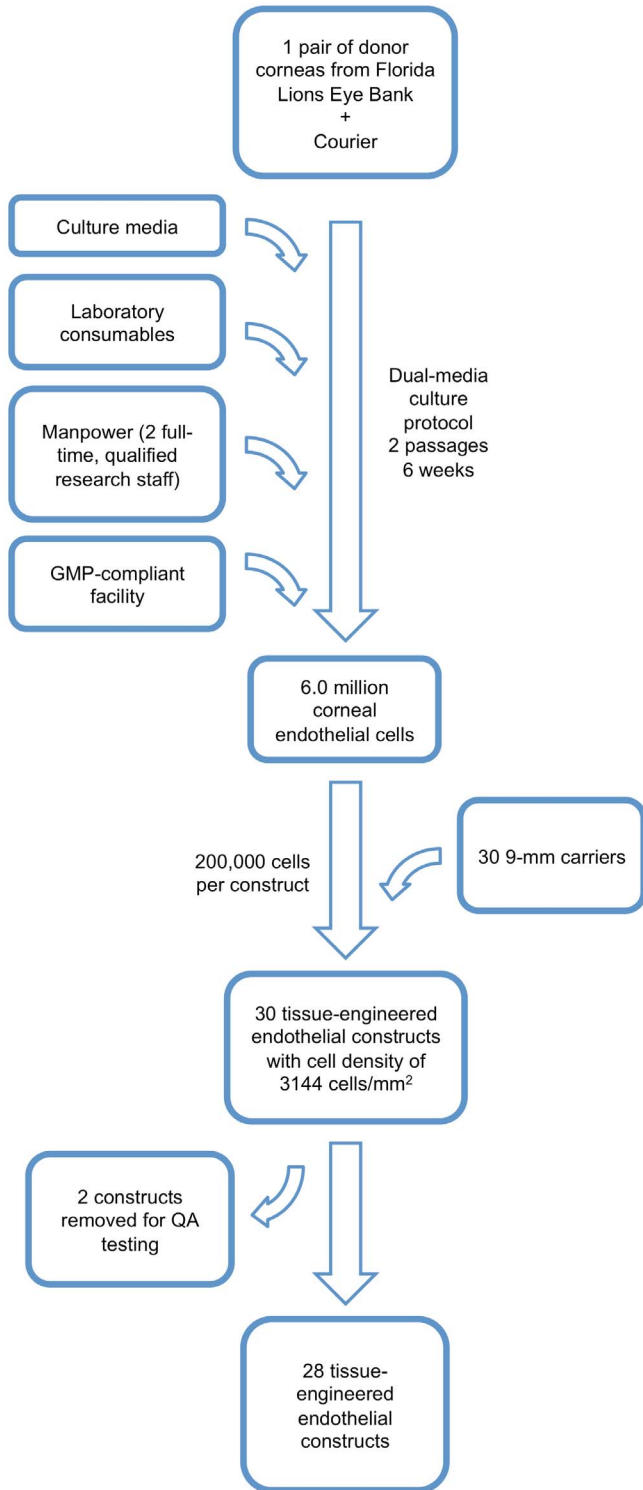 1 pair of donor
corneas from Florida
Lions Eye Bank
+
Courier
Culture media
Laboratory
consumables
Manpower (2 full-
time, qualified
research staff)
GMP-compliant
facility
Dual-media
culture
protocol
2 passages
6 weeks
6.0 million
corneal
endothelial cells
200,000 cells
per construct
30 9-mm carriers
30 tissue-engineered
endothelial constructs
with cell density of
3144 cells/mm²
2 constructs
removed for QA
testing
28 tissue-
engineered
endothelial
constructs